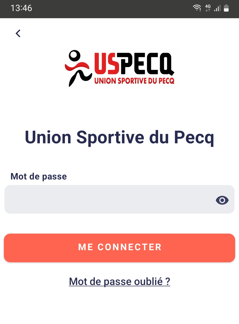 13:46
USPECQ
UNION SPORTIVE DU PECQ
Union Sportive du Pecq
Mot de passe
ME CONNECTER
Mot de passe oublié ?